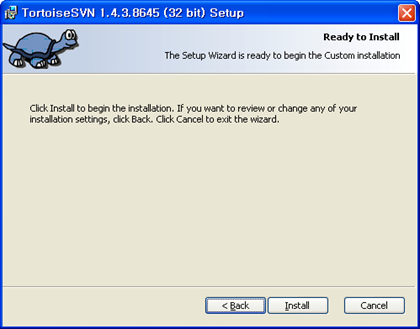 TortoiseSVN 1.4.3.8645 (32 bit) Setup
Ready to Install
The Setup Wizard is ready to begin the Custom installation
Click Install to begin the installation. If you want to review or change any of your
installation settings, click Back. Click Cancel to exit the wizard.
< Back Install Cancel